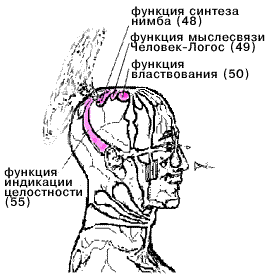 функция синтеза
нимба (48)
функция мыслесвязи
Человек-Логос (49)
функция
властвования (50)
функция
индикации
целостности
(55)